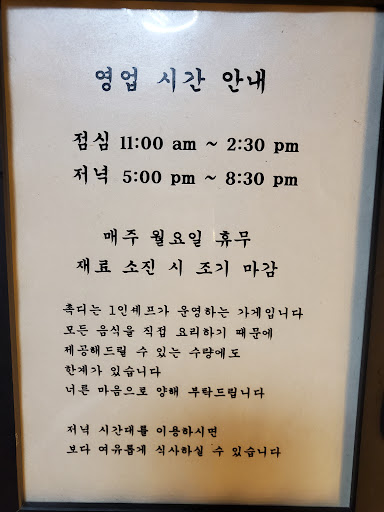 영업 시간 안내
점심 11:00 am ~ 2:30 pm
저녁 5:00 pm ~ 8:30 pm
매주 월요일 휴무
재료 소진 시 조기 마감
촉디는 1인셰프가 운영하는 가게입니다
모든 음식을 직접 요리하기 때문에
제공해드릴 수 있는 수량에도
한계가 있습니다
너른 마음으로 양해 부탁드립니다
저녁 시간대를 이용하시면
보다 여유롭게 식사하실 수 있습니다